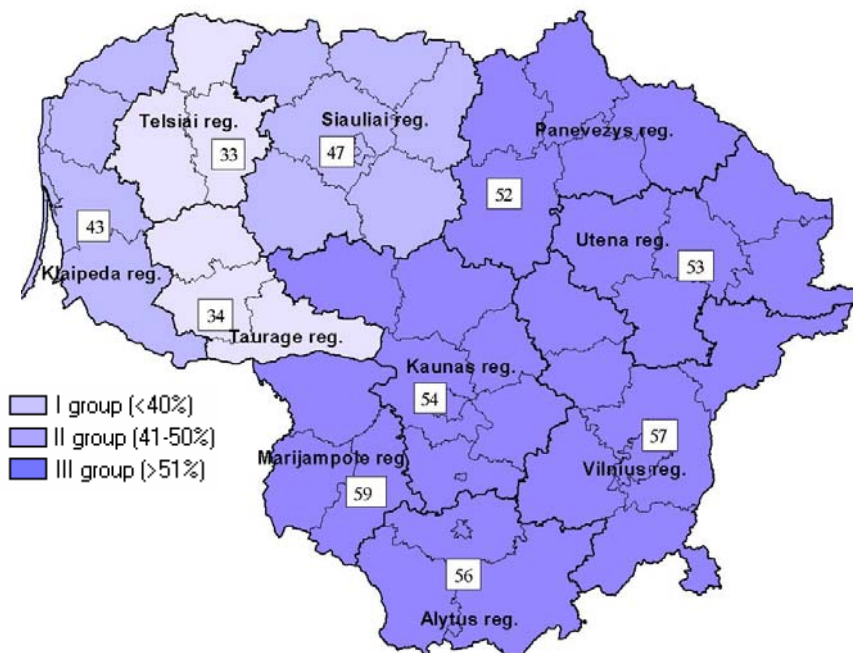 Telsiai reg.
Siauliai reg.
Panevezys reg.
33
47
52
43
Utena reg.
53
Klaipeda reg.
34
Taurage reg.
Kaunas reg.
54
I group (<40%)
II group (41-50%)
III group (>51%)
57
Marijampole reg
Vilnius reg.
59
56
Alytus reg.